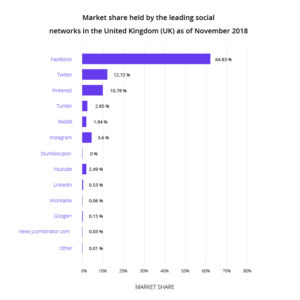 Market share held by the leading social
networks in the United Kingdom (UK) as of November 2018
Facebook 64.83 %
Twitter 12.72 %
Pinterest 10.78 %
Tumblr 2.85 %
Reddit 1.94 %
Instagram 3.6 %
Stumbleupon 0 %
Youtube 2.49 %
Linkedin 0.53 %
vKontakte 0.06 %
Google+ 0.15 %
news.ycombinator.com 0.03 %
Other 0.01 %
0% 10% 20% 30% 40% 50% 60% 70% 80%
MARKET SHARE